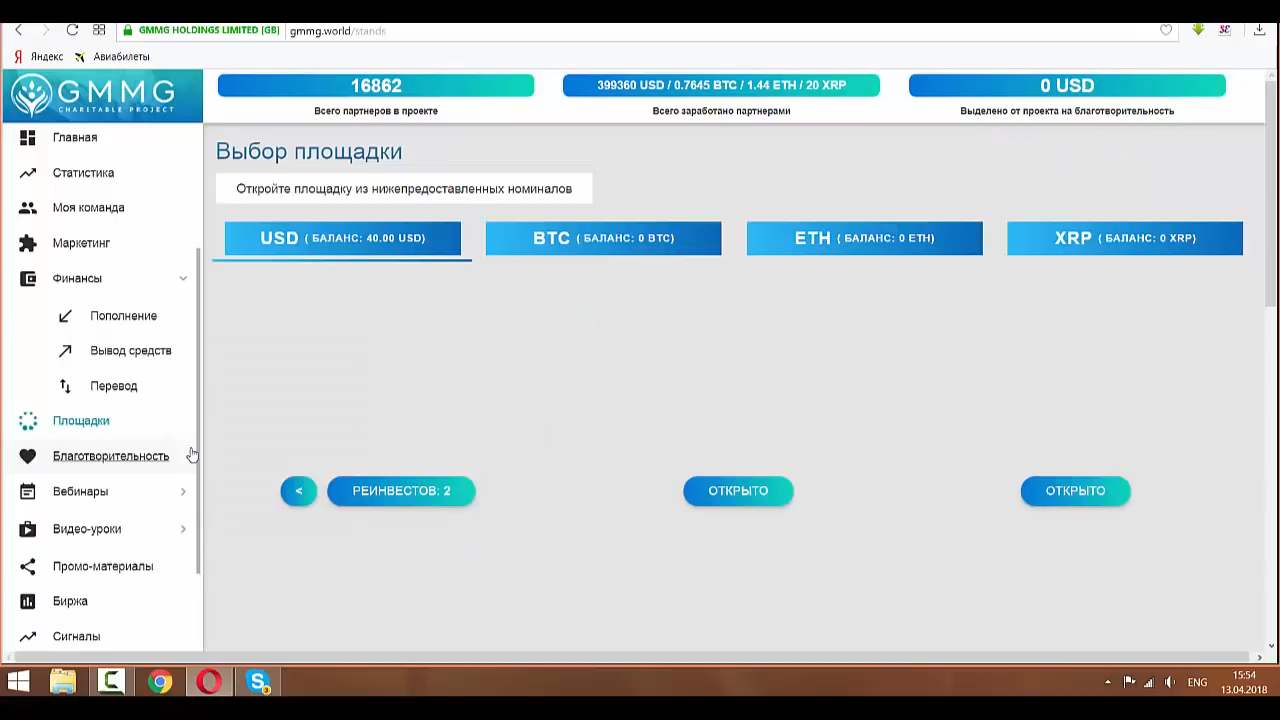 GMMG HOLDINGS LIMITED (GB) gmmg.world/stands
Яндекс Авиабилеты
GMMG
CHARITABLE PROJECT
16862
Всего партнеров в проекте
399360 USD / 0.7645 BTC / 1.44 ETH / 20 XRP
Всего заработано партнерами
0 USD
Выделено от проекта на благотворительность
Главная
Статистика
Моя команда
Маркетинг
Финансы
Пополнение
Вывод средств
Перевод
Площадки
Благотворительность
Вебинары
Видео-уроки
Промо-материалы
Биржа
Сигналы
Выбор площадки
Откройте площадку из нижепредоставленных номиналов
USD ( БАЛАНС: 40.00 USD)
BTC ( БАЛАНС: 0 BTC)
ETH ( БАЛАНС: 0 ETH)
XRP ( БАЛАНС: 0 XRP)
< РЕИНВЕСТОВ: 2
ОТКРЫТО
ОТКРЫТО
ENG
15:54
13.04.2018